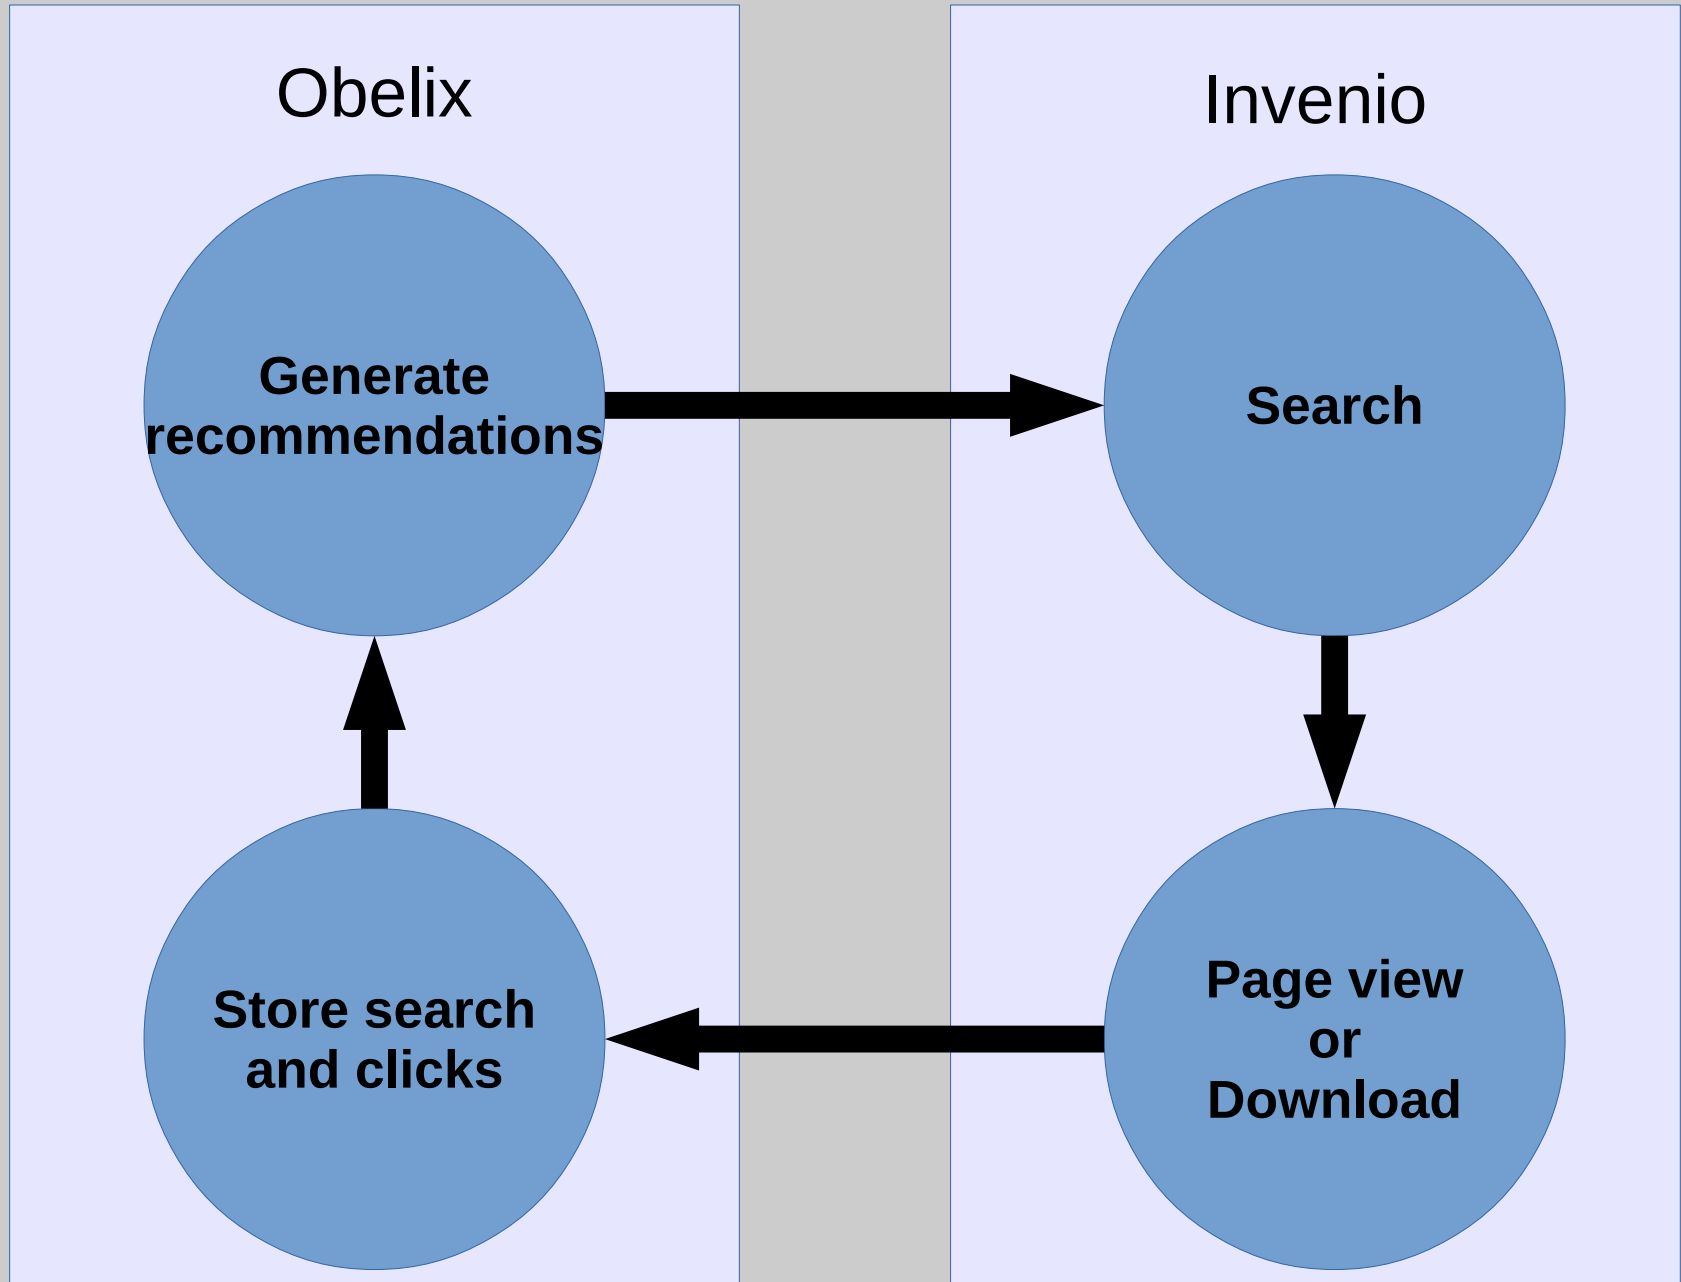 Obelix
Generate
recommendations
Store search
and clicks
Invenio
Search
Page view
or
Download